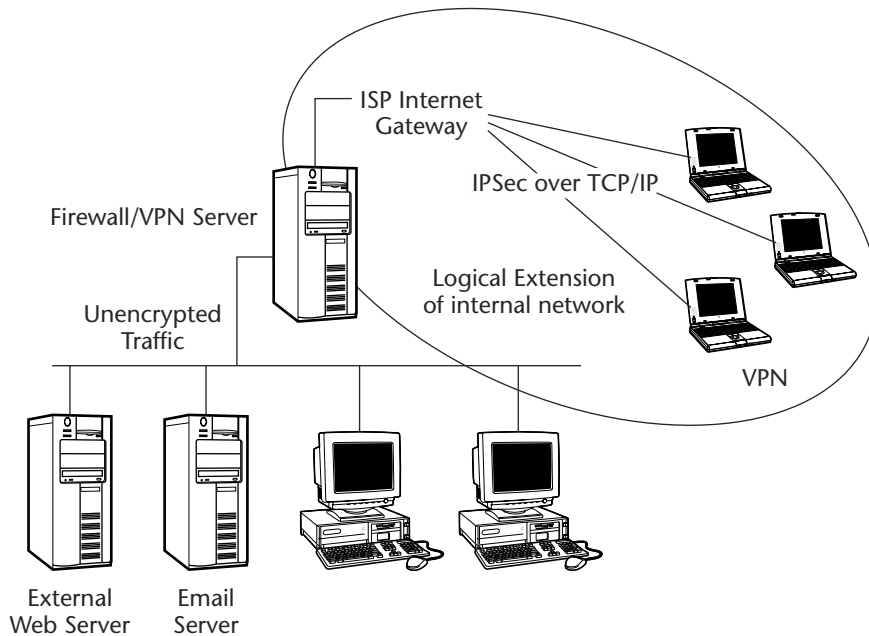 ISP Internet
Gateway
IPSec over TCP/IP
Firewall/VPN Server
Logical Extension
of internal network
Unencrypted
Traffic
VPN
External
Web Server
Email
Server